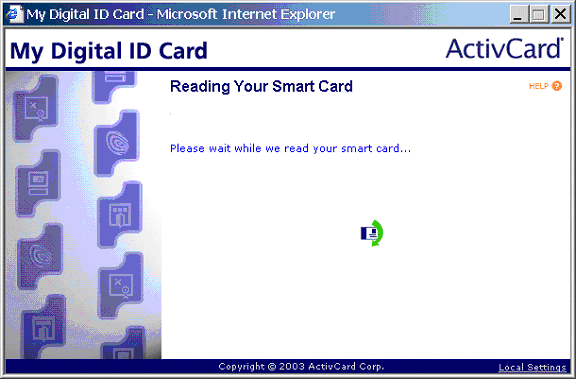 My Digital ID Card - Microsoft Internet Explorer
My Digital ID Card
ActivCard
Reading Your Smart Card
HELP ?
Please wait while we read your smart card...
Copyright © 2003 ActivCard Corp.
Local Settings